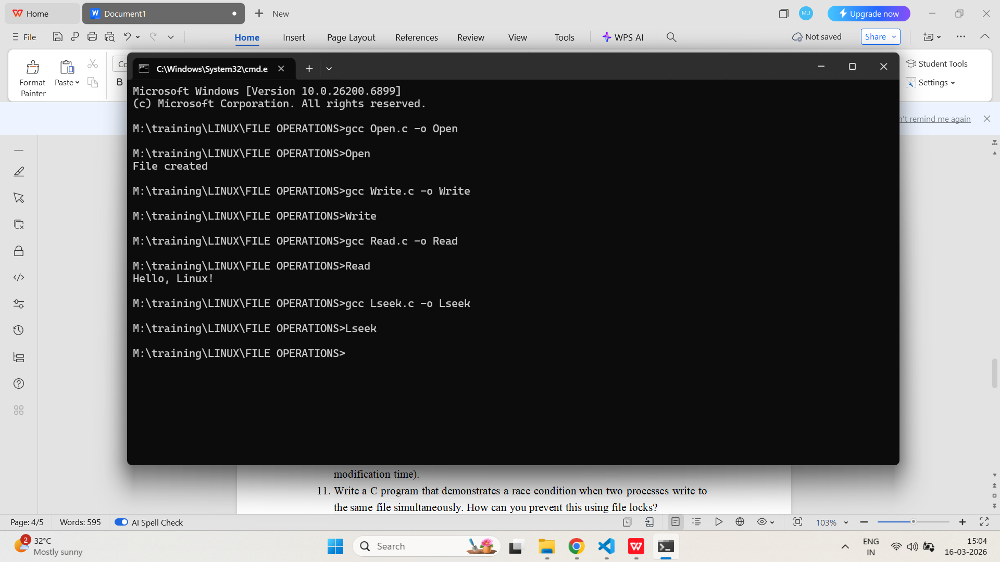 Home
Document1
New
MU
Upgrade now
File
Home
Insert
Page Layout
References
Review
View
Tools
WPS AI
Not saved
Share
Format
Painter
Paste
Co
B
Student Tools
Settings
C:\Windows\System32\cmd.e
n't remind me again
Microsoft Windows [Version 10.0.26200.6899]
(c) Microsoft Corporation. All rights reserved.
M:\training\LINUX\FILE OPERATIONS>gcc Open.c -o Open
M:\training\LINUX\FILE OPERATIONS>Open
File created
M:\training\LINUX\FILE OPERATIONS>gcc Write.c -o Write
M:\training\LINUX\FILE OPERATIONS>Write
M:\training\LINUX\FILE OPERATIONS>gcc Read.c -o Read
M:\training\LINUX\FILE OPERATIONS>Read
Hello, Linux!
M:\training\LINUX\FILE OPERATIONS>gcc Lseek.c -o Lseek
M:\training\LINUX\FILE OPERATIONS>Lseek
M:\training\LINUX\FILE OPERATIONS>
modification time).
11. Write a C program that demonstrates a race condition when two processes write to
the same file simultaneously. How can you prevent this using file locks?
Page: 4/5
Words: 595
AI Spell Check
103%
2
32°C
Mostly sunny
Search
ENG
IN
15:04
16-03-2026